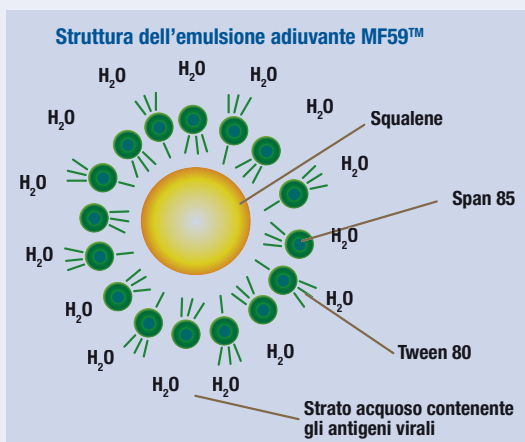 Struttura dell'emulsione adiuvante MF59™
H₂O
H₂O
H₂O
H₂O
H₂O
Squalene
H₂O
H₂O
Span 85
H₂O
H₂O
H₂O
H₂O
H₂O
H₂O
Tween 80
H₂O
H₂O
Strato acquoso contenente
gli antigeni virali